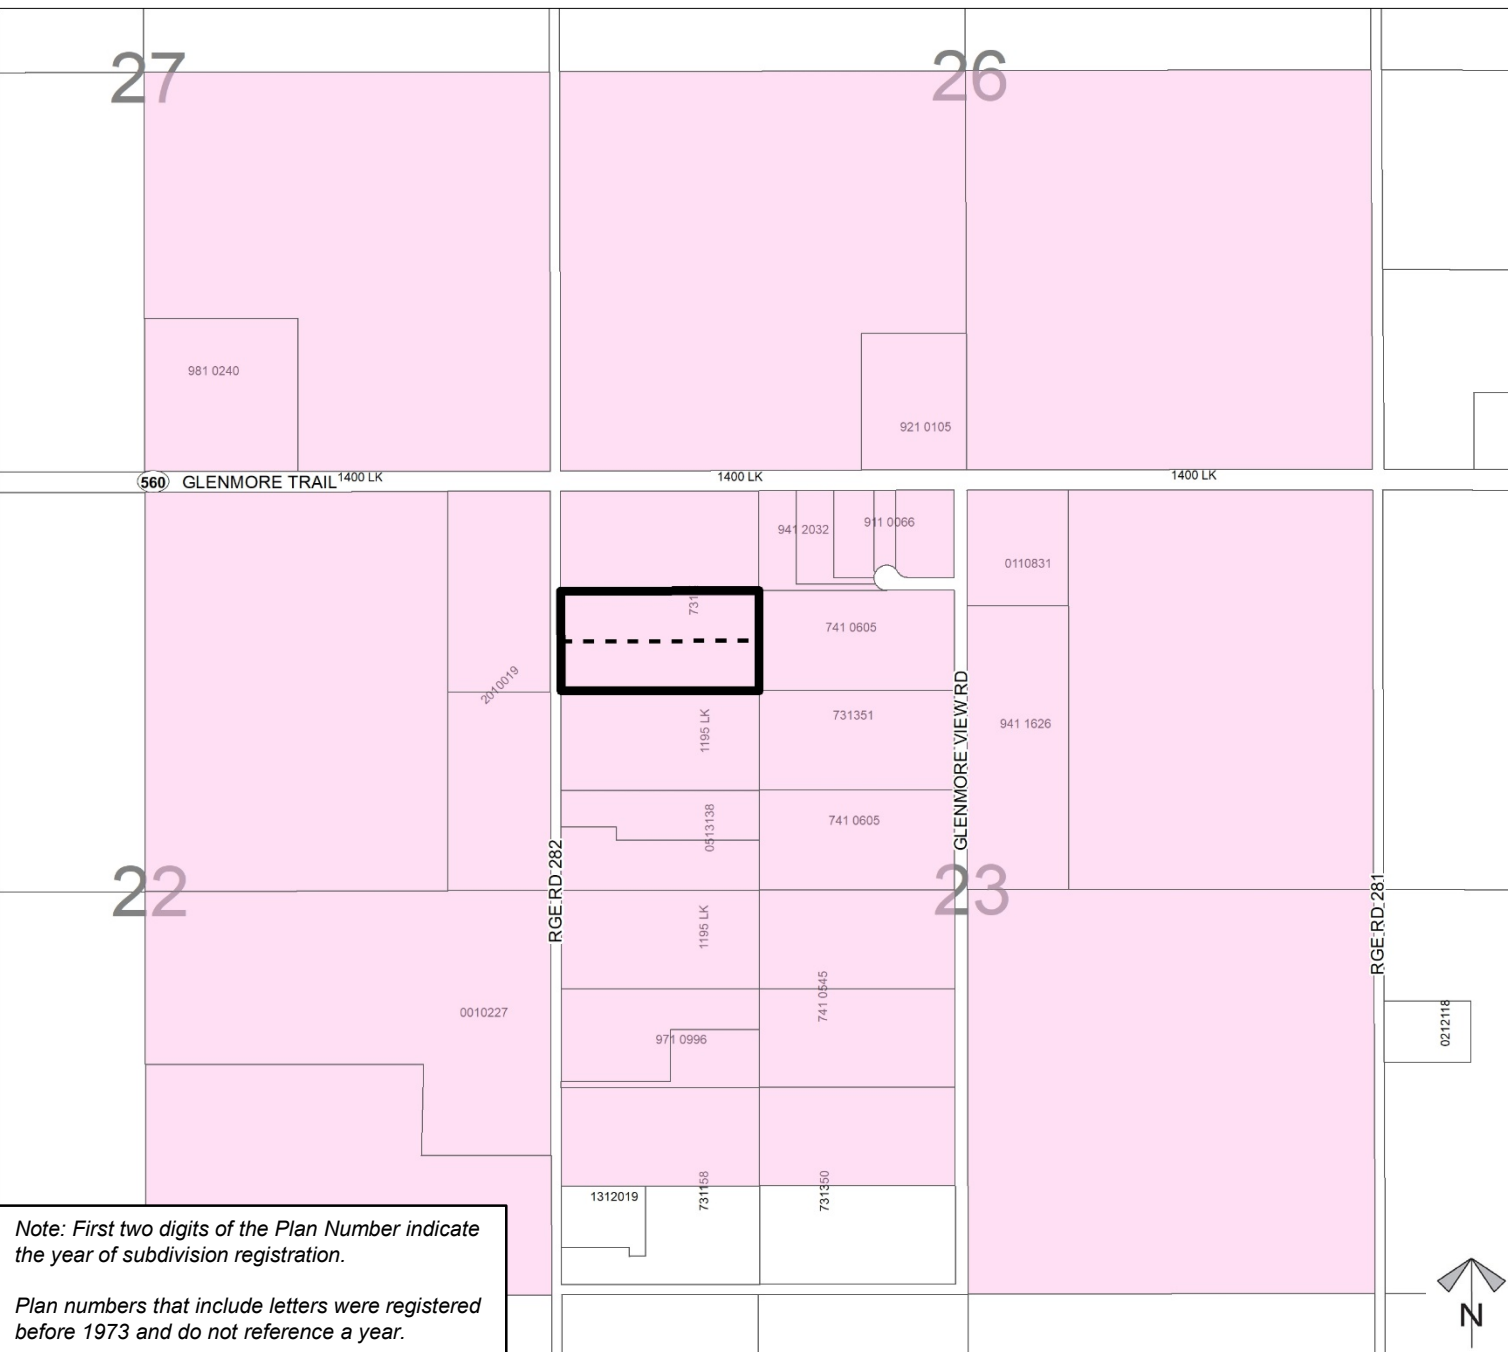 27
26
981 0240
921 0105
560
GLENMORE TRAIL
1400 LK
1400 LK
1400 LK
941 2032
911 0066
0110831
731
741 0605
2010019
1195 LK
731351
GLENMORE VIEW RD
941 1626
0513138
741 0605
RGE RD 282
22
23
RGE RD 281
1195 LK
741 0545
0010227
971 0996
0212118
1312019
731158
731350
Note: First two digits of the Plan Number indicate
the year of subdivision registration.
Plan numbers that include letters were registered
before 1973 and do not reference a year.
N